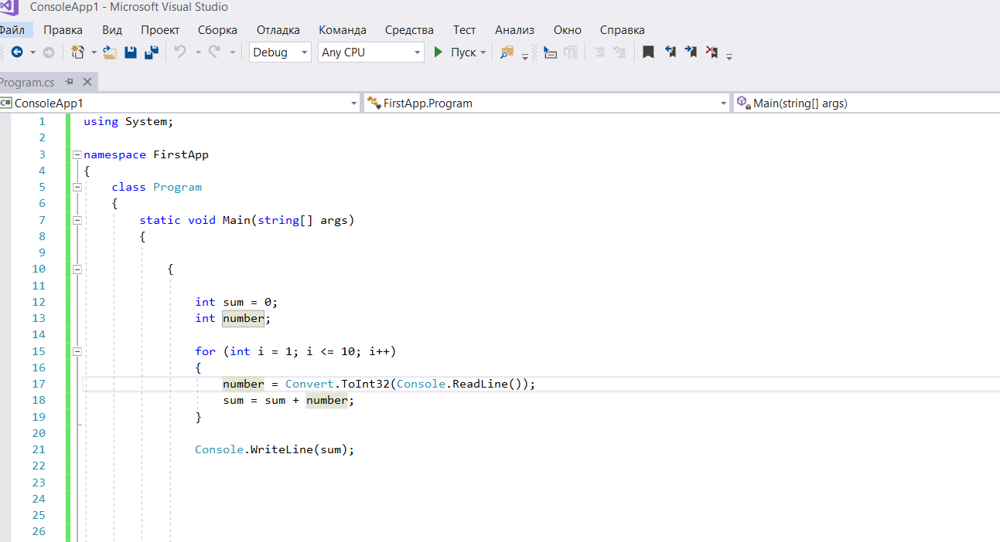 ConsoleApp1 - Microsoft Visual Studio
Файл Правка Вид Проект Сборка Отладка Команда Средства Тест Анализ Окно Справка
Debug Any CPU Пуск
Program.cs
C# ConsoleApp1 FirstApp.Program Main(string[] args)
1 using System;
2
3 namespace FirstApp
4 {
5 class Program
6 {
7 static void Main(string[] args)
8 {
9
10 {
11
12 int sum = 0;
13 int number;
14
15 for (int i = 1; i <= 10; i++)
16 {
17 number = Convert.ToInt32(Console.ReadLine());
18 sum = sum + number;
19 }
20
21 Console.WriteLine(sum);
22
23
24
25
26